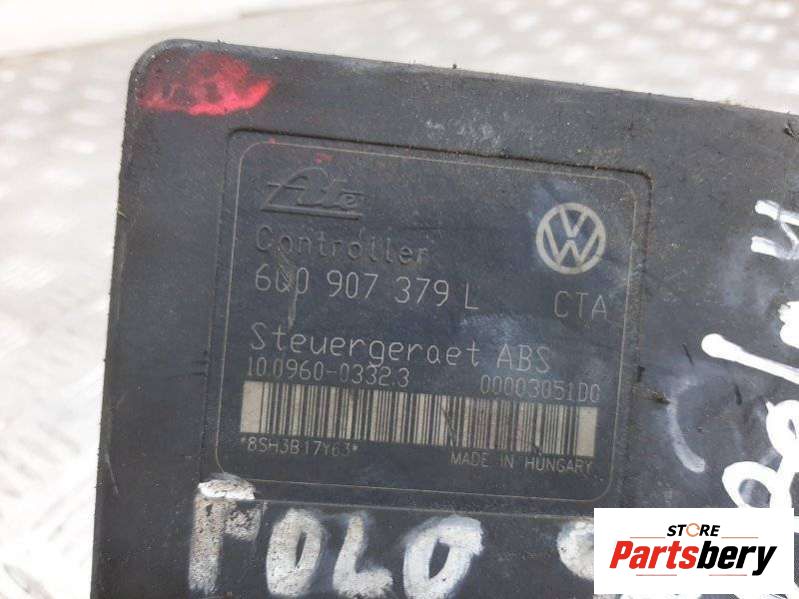 Ate
Controller
6Q0 907 379 L CTA
Steuergeraet ABS
10.0960-0332.3 00003051D0
*8SH3B17Y63*
MADE IN HUNGARY
POLO
STORE
Partsbery